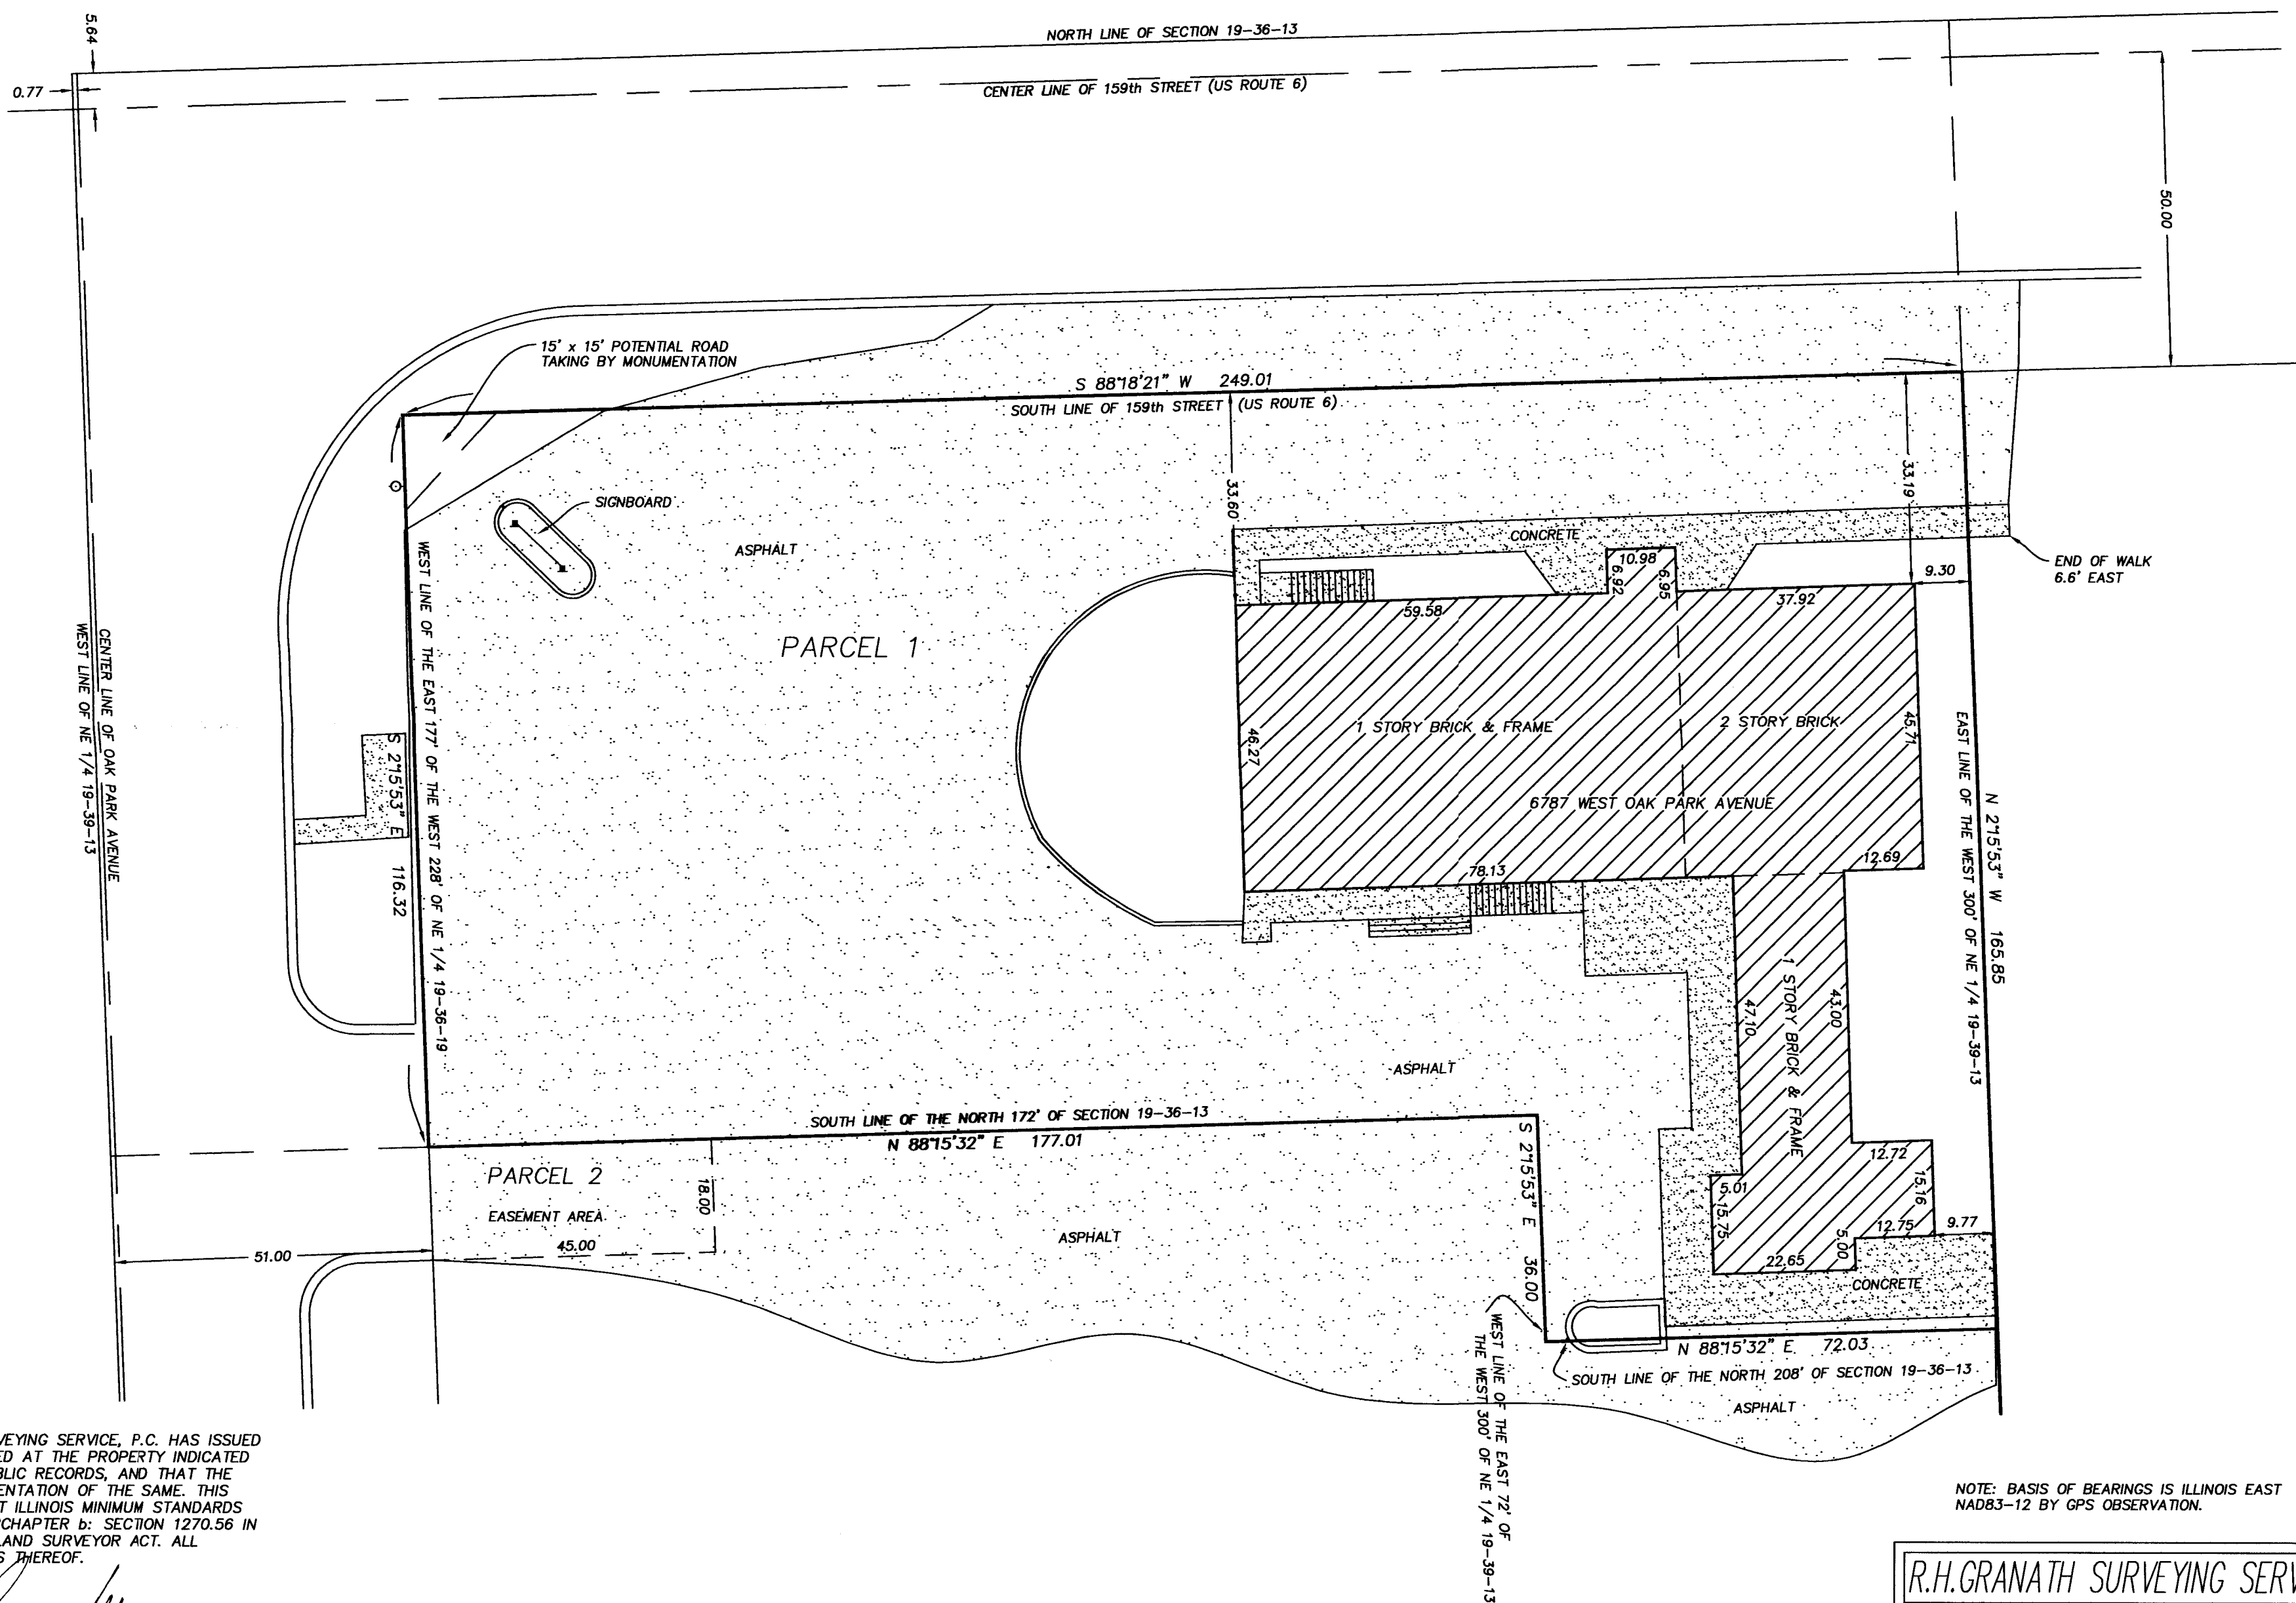 5.64
NORTH LINE OF SECTION 19-36-13
0.77
CENTER LINE OF 159th STREET (US ROUTE 6)
50.00
15' x 15' POTENTIAL ROAD
TAKING BY MONUMENTATION
S 88°18'21" W 249.01
SOUTH LINE OF 159th STREET (US ROUTE 6)
33.60
33.19
SIGNBOARD
ASPHALT
CONCRETE
10.98
6.92
6.95
9.30
END OF WALK
6.6' EAST
59.58
37.92
PARCEL 1
1 STORY BRICK & FRAME
2 STORY BRICK
46.27
45.71
6787 WEST OAK PARK AVENUE
78.13
12.69
CENTER LINE OF OAK PARK AVENUE
WEST LINE OF NE 1/4 19-39-13
S 2°15'53" E 116.32
WEST LINE OF THE EAST 177' OF THE WEST 228' OF NE 1/4 19-36-19
N 2°15'53" W 165.85
EAST LINE OF THE WEST 300' OF NE 1/4 19-39-13
47.10
1 STORY BRICK & FRAME
43.00
ASPHALT
SOUTH LINE OF THE NORTH 172' OF SECTION 19-36-13
N 88°15'32" E 177.01
PARCEL 2
EASEMENT AREA
18.00
45.00
51.00
ASPHALT
S 2°15'53" E 36.00
12.72
15.16
5.01
15.75
12.75
9.77
5.00
22.65
CONCRETE
N 88°15'32" E 72.03
SOUTH LINE OF THE NORTH 208' OF SECTION 19-36-13
ASPHALT
WEST LINE OF THE EAST 72' OF
THE WEST 300' OF NE 1/4 19-39-13
VEYING SERVICE, P.C. HAS ISSUED
ED AT THE PROPERTY INDICATED
BLIC RECORDS, AND THAT THE
ENTATION OF THE SAME. THIS
T ILLINOIS MINIMUM STANDARDS
CHAPTER b: SECTION 1270.56 IN
LAND SURVEYOR ACT. ALL
S THEREOF.
NOTE: BASIS OF BEARINGS IS ILLINOIS EAST
NAD83-12 BY GPS OBSERVATION.
R.H.GRANATH SURVEYING SERV